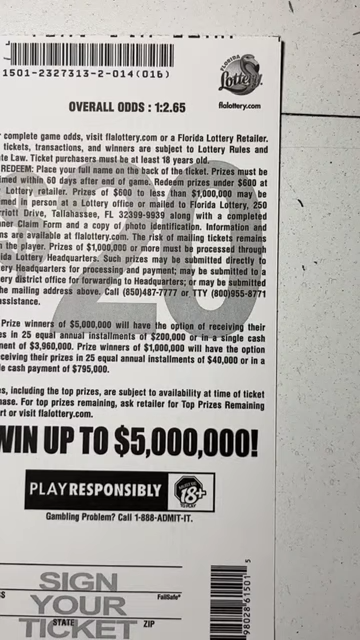 1501-2327313-2-014(016)
FLORIDA
Lottery
OVERALL ODDS : 1:2.65
flalottery.com
complete game odds, visit flalottery.com or a Florida Lottery Retailer.
tickets, transactions, and winners are subject to Lottery Rules and
te Law. Ticket purchasers must be at least 18 years old.
REDEEM: Place your full name on the back of the ticket. Prizes must be
imed within 60 days after end of game. Redeem prizes under $600 at
Lottery retailer. Prizes of $600 to less than $1,000,000 may be
med in person at a Lottery office or mailed to Florida Lottery, 250
rriott Drive, Tallahassee, FL 32399-9939 along with a completed
nner Claim Form and a copy of photo identification. Information and
ns are available at flalottery.com. The risk of mailing tickets remains
n the player. Prizes of $1,000,000 or more must be processed through
ida Lottery Headquarters. Such prizes may be submitted directly to
ery Headquarters for processing and payment; may be submitted to a
ery district office for forwarding to Headquarters; or may be submitted
he mailing address above. Call (850)487-7777 or TTY (800)955-8771
assistance.
20
Prize winners of $5,000,000 will have the option of receiving their
es in 25 equal annual installments of $200,000 or in a single cash
ment of $3,960,000. Prize winners of $1,000,000 will have the option
ceiving their prizes in 25 equal annual installments of $40,000 or in a
le cash payment of $795,000.
es, including the top prizes, are subject to availability at time of ticket
hase. For top prizes remaining, ask retailer for Top Prizes Remaining
rt or visit flalottery.com.
WIN UP TO $5,000,000!
PLAY RESPONSIBLY
18+
TO PLAY
Gambling Problem? Call 1-888-ADMIT-IT.
S
FailSafe®
SIGN
YOUR
TICKET
STATE
ZIP
98028 61501 5